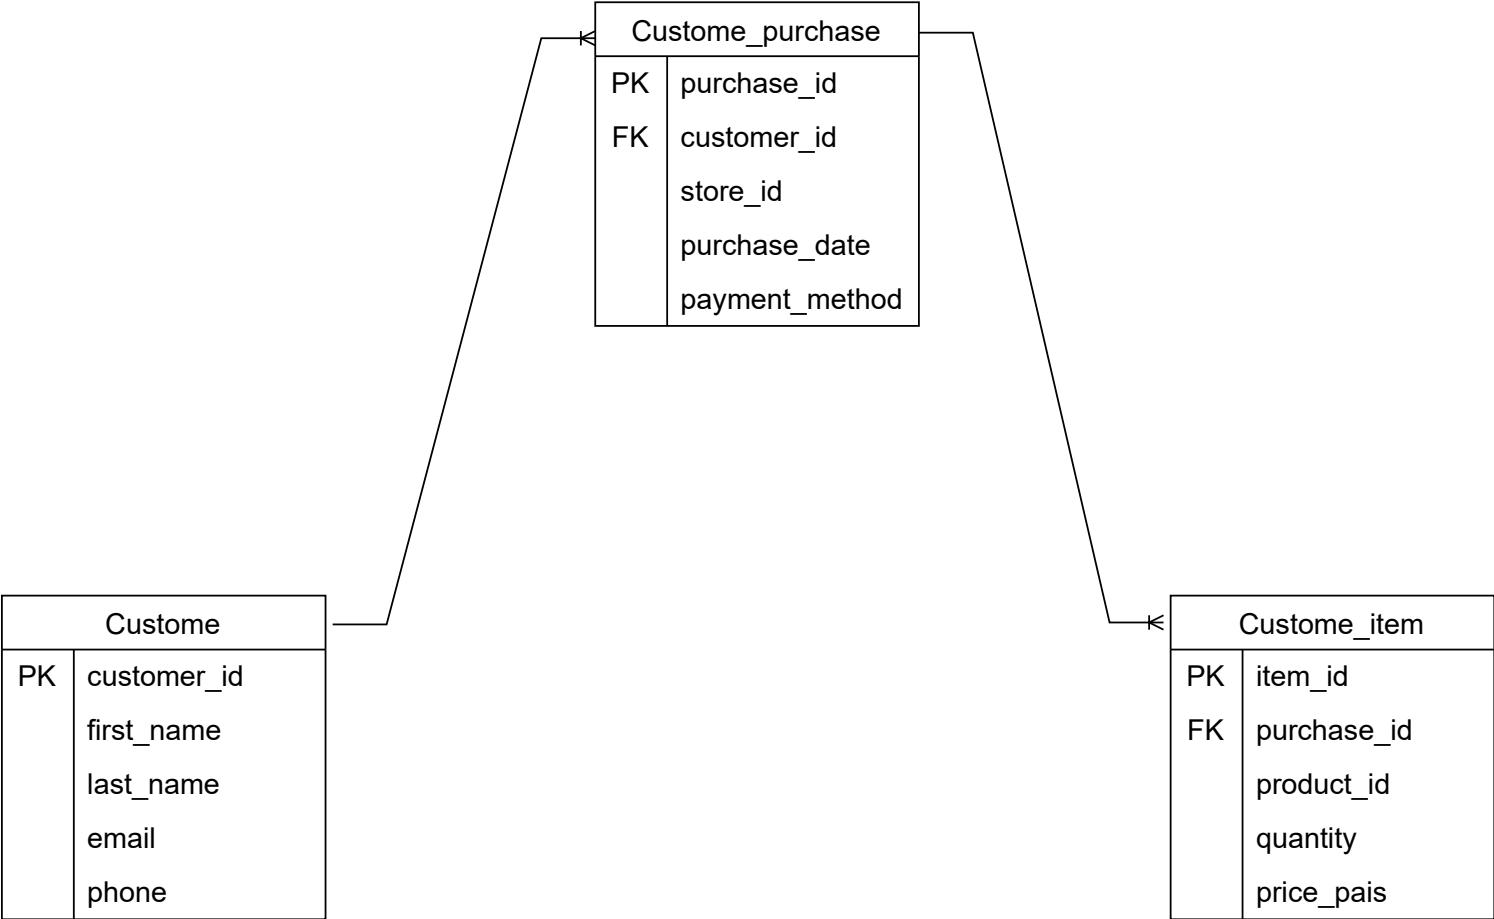 Custome_purchase
PK purchase_id
FK customer_id
store_id
purchase_date
payment_method
Custome
PK customer_id
first_name
last_name
email
phone
Custome_item
PK item_id
FK purchase_id
product_id
quantity
price_pais